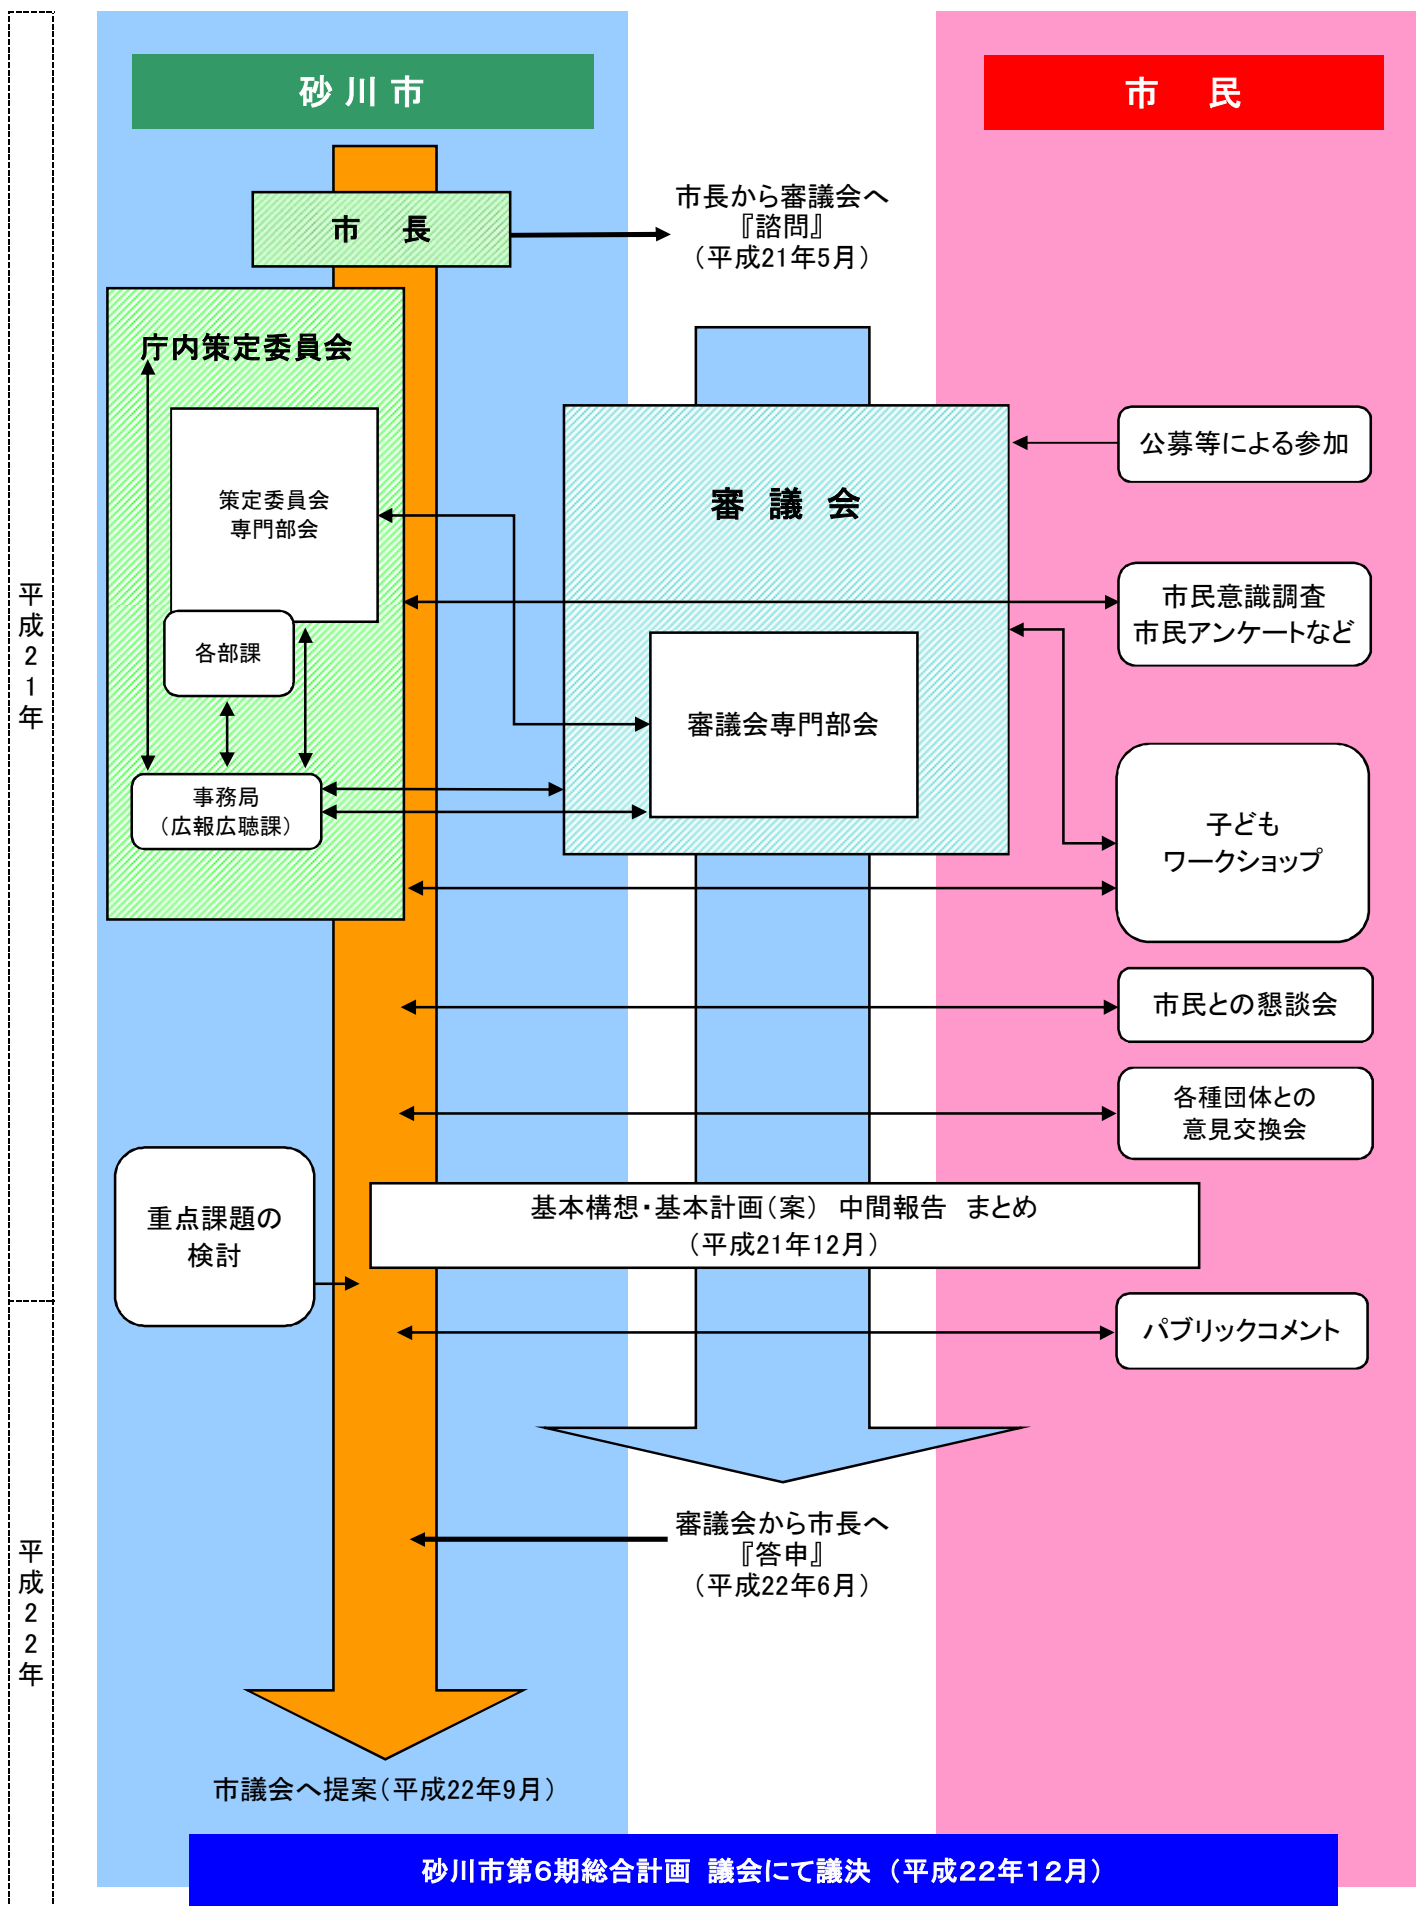 砂川市
市　民
市　長
市長から審議会へ
『諮問』
（平成21年5月）
庁内策定委員会
策定委員会
専門部会
各部課
事務局
（広報広聴課）
審 議 会
審議会専門部会
公募等による参加
市民意識調査
市民アンケートなど
子ども
ワークショップ
市民との懇談会
各種団体との
意見交換会
平成21年
重点課題の
検討
基本構想・基本計画（案）　中間報告　まとめ
（平成21年12月）
パブリックコメント
審議会から市長へ
『答申』
（平成22年6月）
平成22年
市議会へ提案（平成22年9月）
砂川市第６期総合計画 議会にて議決 （平成２２年１２月）